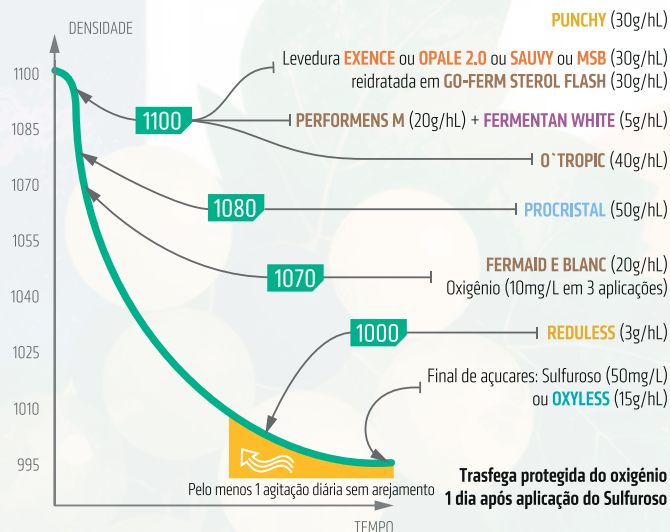 PUNCHY (30g/hL)
DENSIDADE
Levedura EXENCE ou OPALE 2.0 ou SAUVY ou MSB (30g/hL)
reidratada em GO-FERM STEROL FLASH (30g/hL)
1100
1100
PERFORMENS M (20g/hL) + FERMENTAN WHITE (5g/hL)
1085
O`TROPIC (40g/hL)
1070
1080
PROCRISTAL (50g/hL)
1055
1070
FERMAID E BLANC (20g/hL)
Oxigênio (10mg/L em 3 aplicações)
1040
1000
REDULESS (3g/hL)
1025
Final de açucares: Sulfuroso (50mg/L)
ou OXYLESS (15g/hL)
1010
995
Pelo menos 1 agitação diária sem arejamento
Trasfega protegida do oxigénio
1 dia após aplicação do Sulfuroso
TEMPO